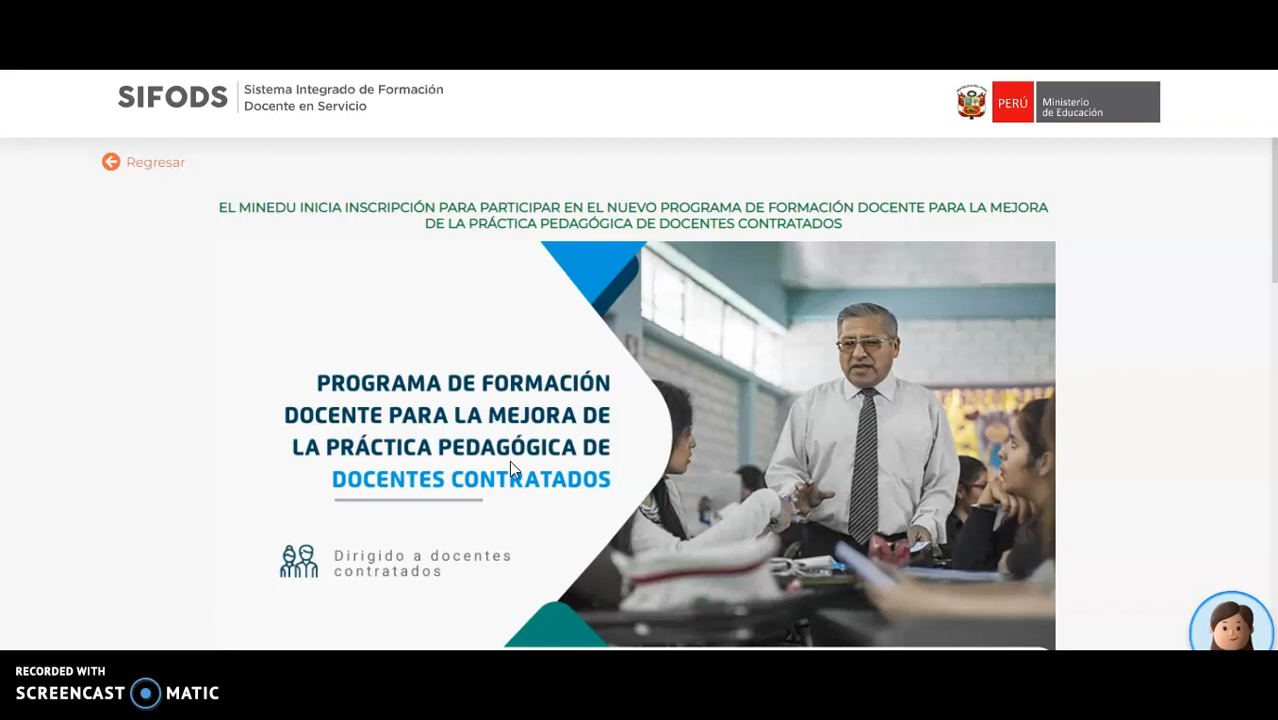 SIFODS
Sistema Integrado de Formación
Docente en Servicio
PERÚ
Ministerio
de Educación
Regresar
EL MINEDU INICIA INSCRIPCIÓN PARA PARTICIPAR EN EL NUEVO PROGRAMA DE FORMACIÓN DOCENTE PARA LA MEJORA
DE LA PRÁCTICA PEDAGÓGICA DE DOCENTES CONTRATADOS
PROGRAMA DE FORMACIÓN
DOCENTE PARA LA MEJORA DE
LA PRÁCTICA PEDAGÓGICA DE
DOCENTES CONTRATADOS
Dirigido a docentes
contratados
RECORDED WITH
SCREENCAST MATIC